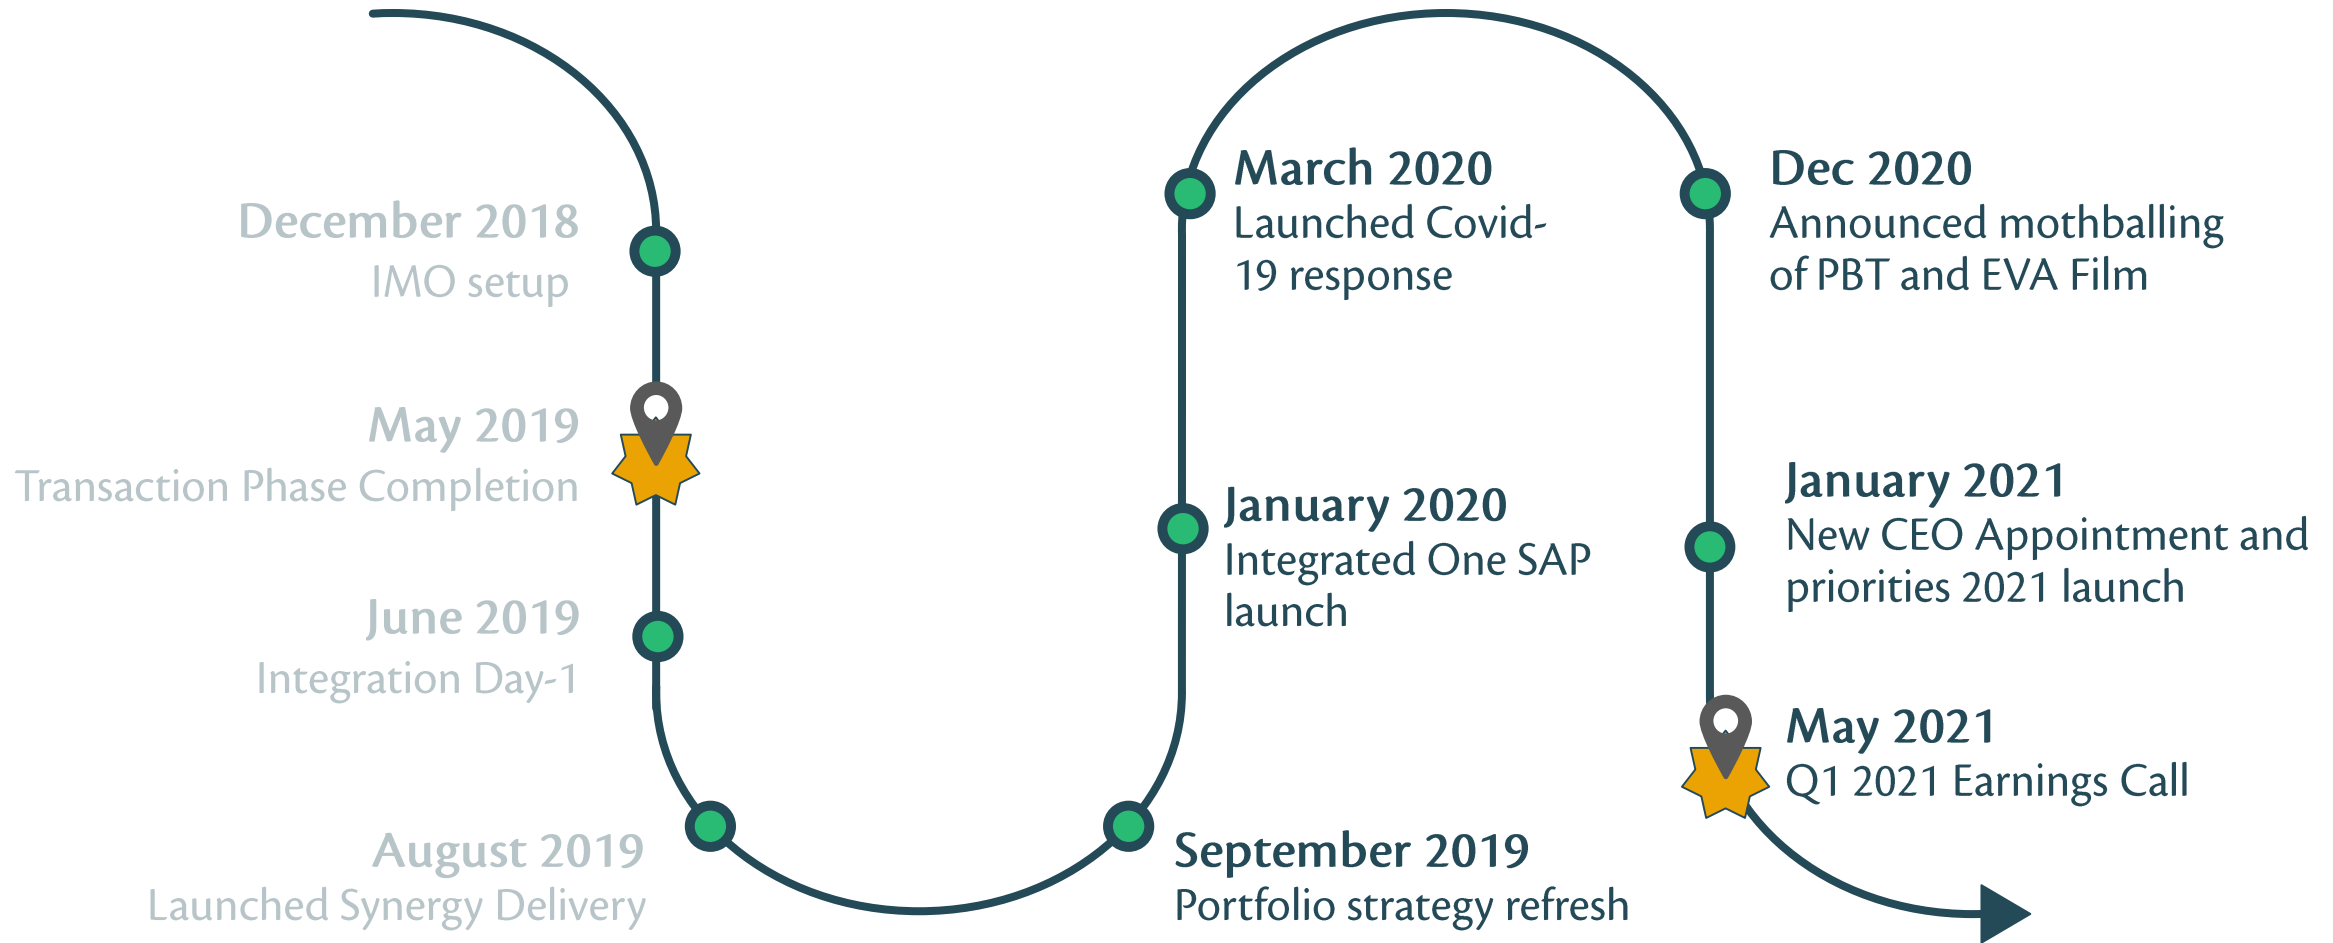 December 2018
IMO setup
May 2019
Transaction Phase Completion
June 2019
Integration Day-1
August 2019
Launched Synergy Delivery
September 2019
Portfolio strategy refresh
January 2020
Integrated One SAP
launch
March 2020
Launched Covid-
19 response
Dec 2020
Announced mothballing
of PBT and EVA Film
January 2021
New CEO Appointment and
priorities 2021 launch
May 2021
Q1 2021 Earnings Call